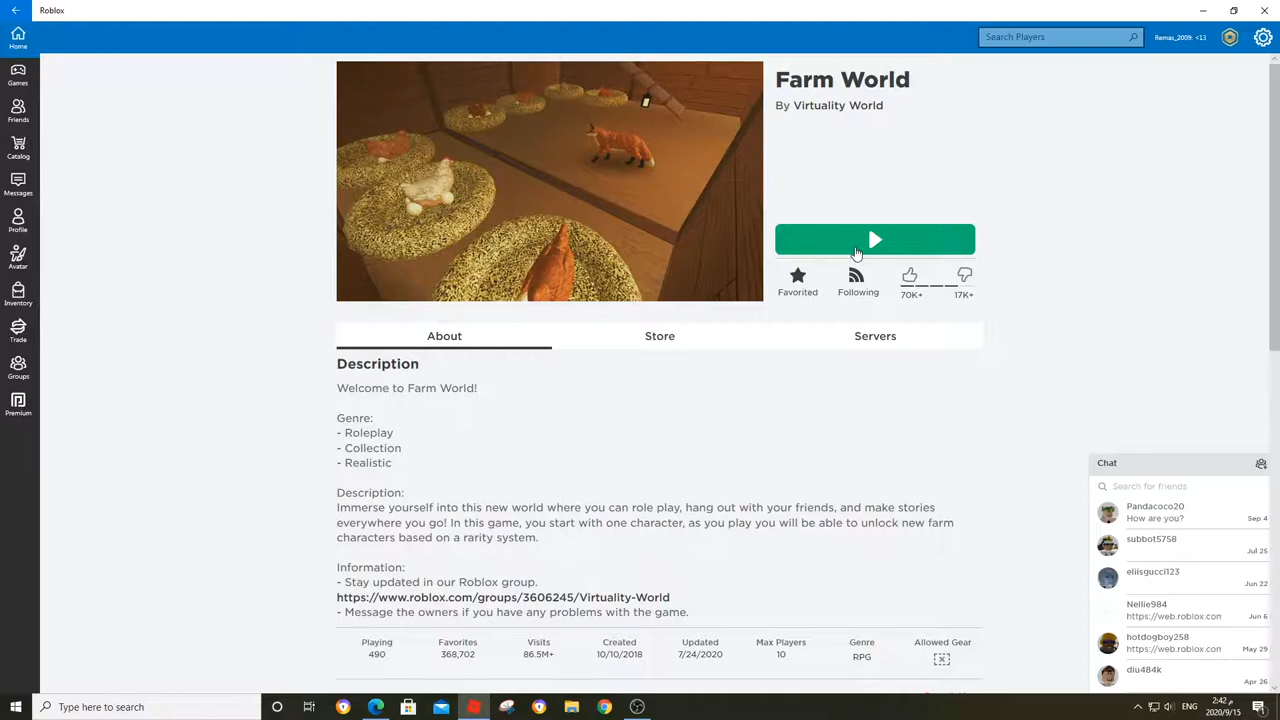 Roblox
Home
Search Players
Remas_2009: <13
Games
Friends
Catalog
Messages
Profile
Avatar
Inventory
Trade
Groups
Premium
Farm World
By Virtuality World
Favorited
Following
70K+
17K+
About
Store
Servers
Description
Welcome to Farm World!
Genre:
- Roleplay
- Collection
- Realistic
Description:
Immerse yourself into this new world where you can role play, hang out with your friends, and make stories
everywhere you go! In this game, you start with one character, as you play you will be able to unlock new farm
characters based on a rarity system.
Information:
- Stay updated in our Roblox group.
https://www.roblox.com/groups/3606245/Virtuality-World
- Message the owners if you have any problems with the game.
Playing Favorites Visits Created Updated Max Players Genre Allowed Gear
490 368,702 86.5M+ 10/10/2018 7/24/2020 10 RPG
Chat
Search for friends
Pandacoco20
How are you? Sep 4
subbot5758
Jul 25
eliisgucci123
Jun 22
Nellie984
https://web.roblox.con Jun 6
hotdogboy258
https://web.roblox.con May 29
diu484k
Apr 26
Type here to search
ENG
2:42 م
2020/9/15